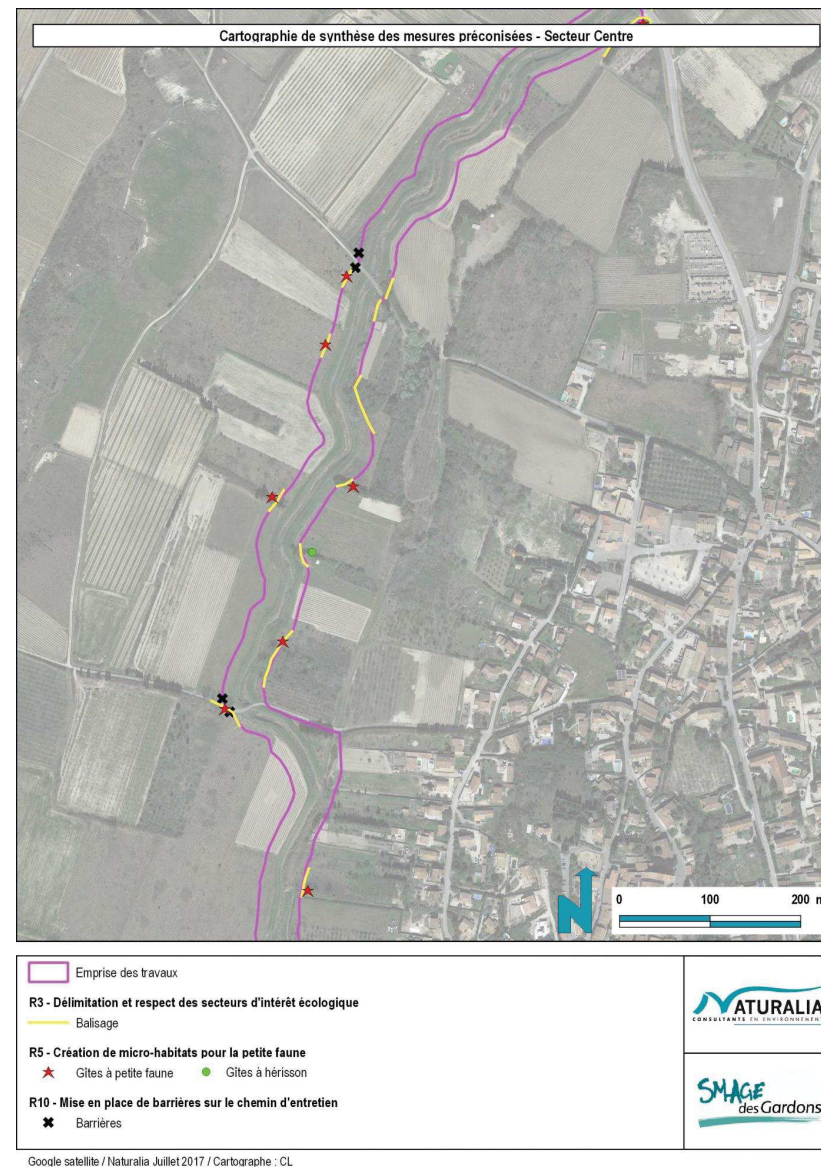 Cartographie de synthèse des mesures préconisées - Secteur Centre
N
0 100 200 m
Emprise des travaux
R3 - Délimitation et respect des secteurs d'intérêt écologique
Balisage
R5 - Création de micro-habitats pour la petite faune
Gîtes à petite faune Gîtes à hérisson
R10 - Mise en place de barrières sur le chemin d'entretien
Barrières
NATURALIA
CONSULTANTS EN ENVIRONNEMENT
SMAGE
des Gardons
Google satellite / Naturalia Juillet 2017 / Cartographe : CL